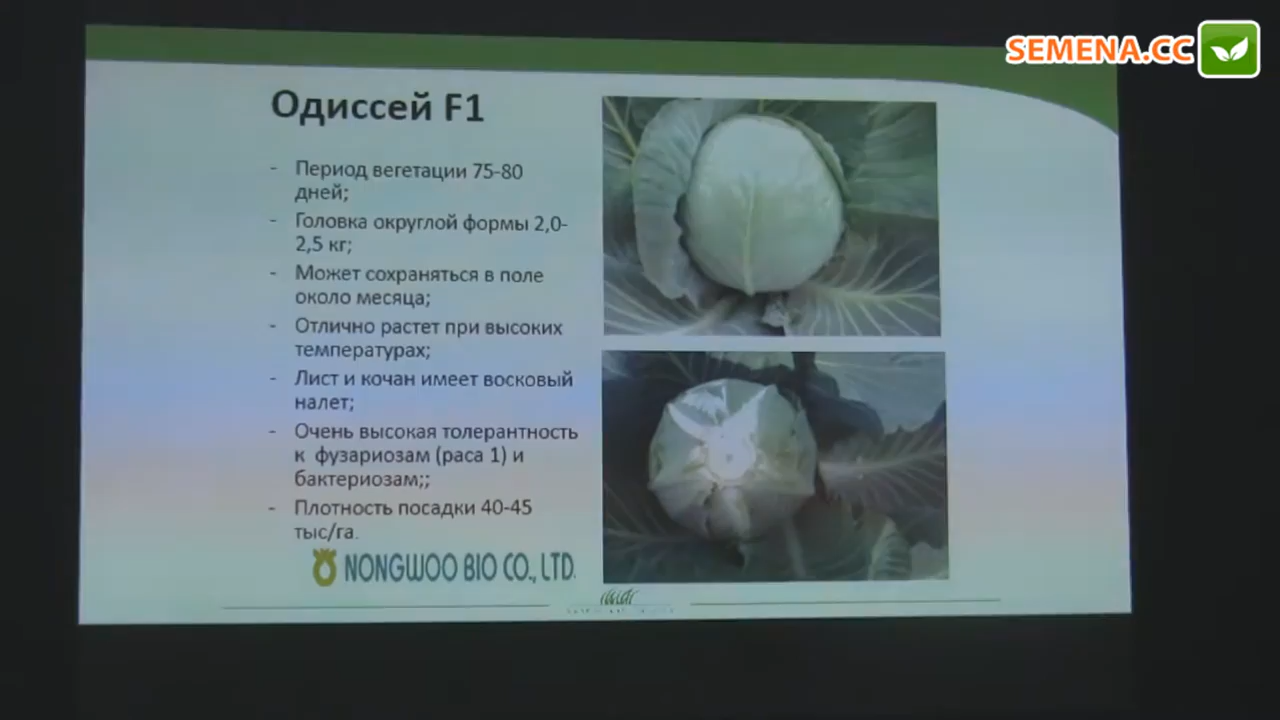 SEMENA.CC
Одиссей F1
- Период вегетации 75-80
дней;
- Головка округлой формы 2,0-
2,5 кг;
- Может сохраняться в поле
около месяца;
- Отлично растет при высоких
температурах;
- Лист и кочан имеет восковый
налет;
- Очень высокая толерантность
к фузариозам (раса 1) и
бактериозам;;
- Плотность посадки 40-45
тыс/га.
NONGWOO BIO CO., LTD.